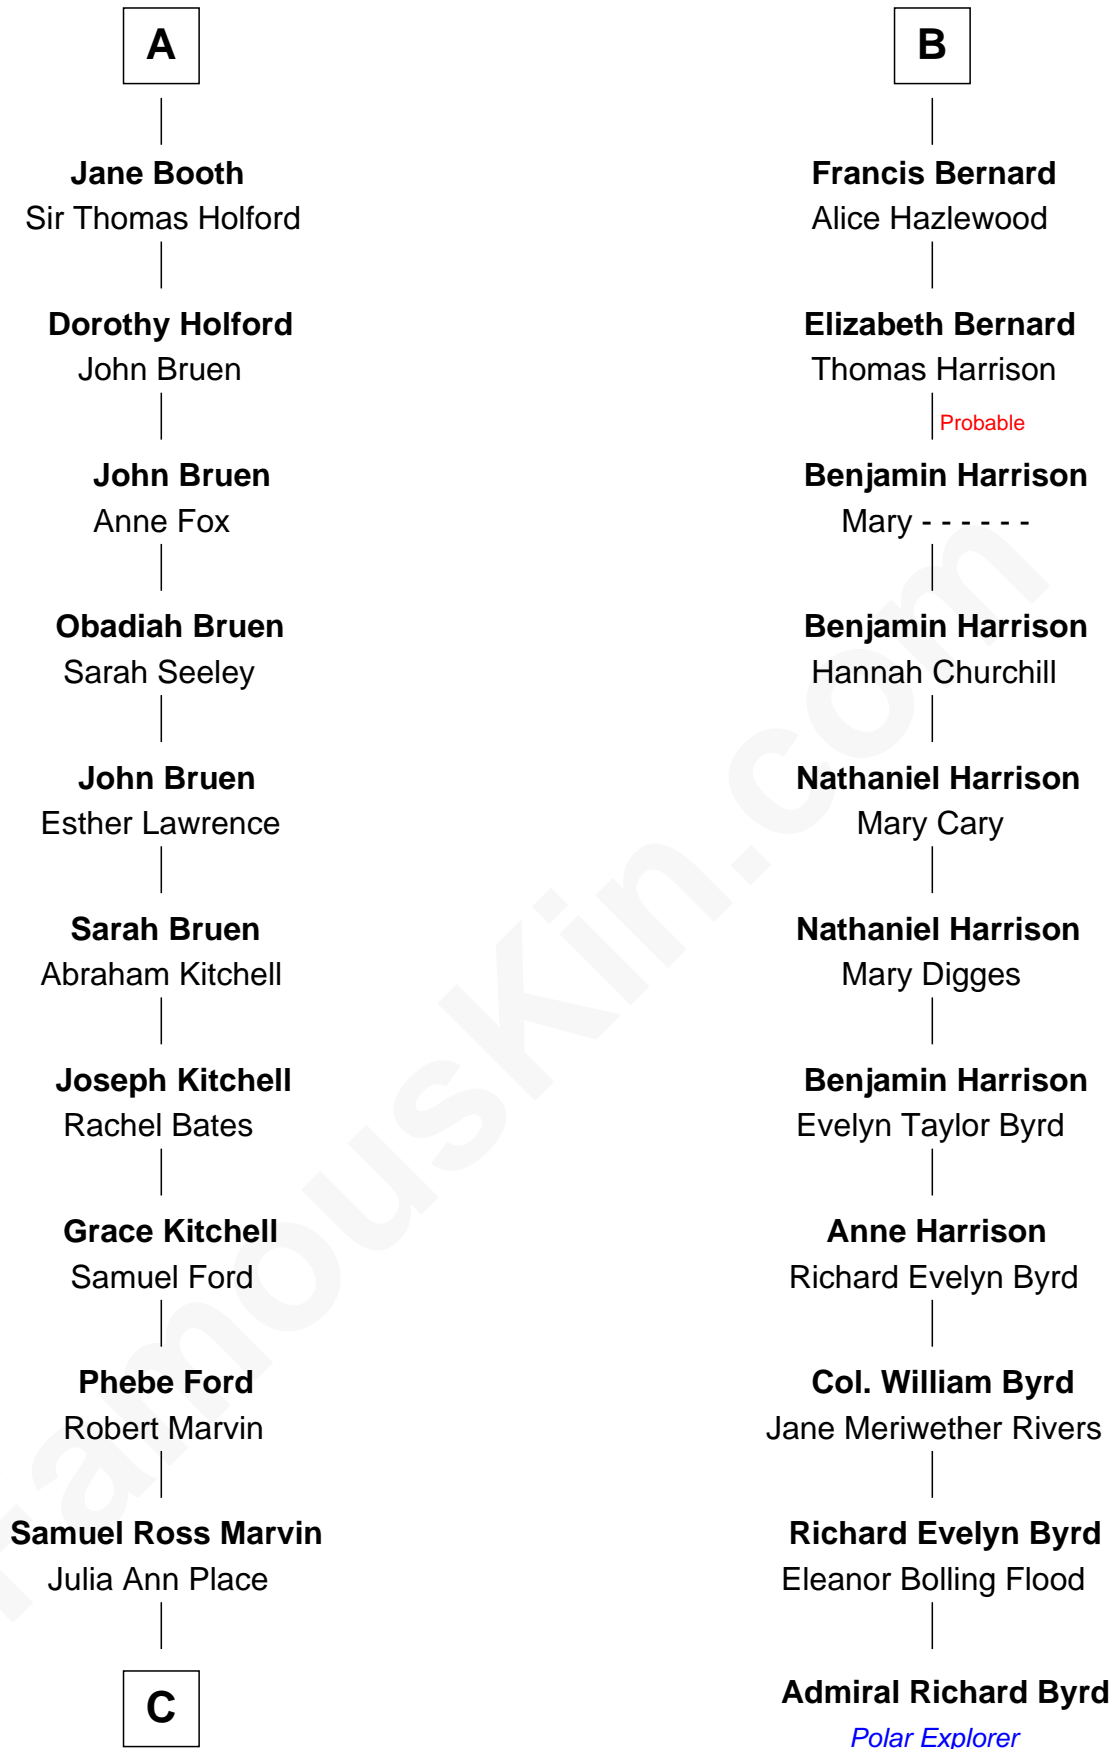 A
Jane Booth
Sir Thomas Holford
Dorothy Holford
John Bruen
John Bruen
Anne Fox
Obadiah Bruen
Sarah Seeley
John Bruen
Esther Lawrence
Sarah Bruen
Abraham Kitchell
Joseph Kitchell
Rachel Bates
Grace Kitchell
Samuel Ford
Phebe Ford
Robert Marvin
Samuel Ross Marvin
Julia Ann Place
C
B
Francis Bernard
Alice Hazlewood
Elizabeth Bernard
Thomas Harrison
Probable
Benjamin Harrison
Mary - - - - - -
Benjamin Harrison
Hannah Churchill
Nathaniel Harrison
Mary Cary
Nathaniel Harrison
Mary Digges
Benjamin Harrison
Evelyn Taylor Byrd
Anne Harrison
Richard Evelyn Byrd
Col. William Byrd
Jane Meriwether Rivers
Richard Evelyn Byrd
Eleanor Bolling Flood
Admiral Richard Byrd
Polar Explorer
FamousKin.com